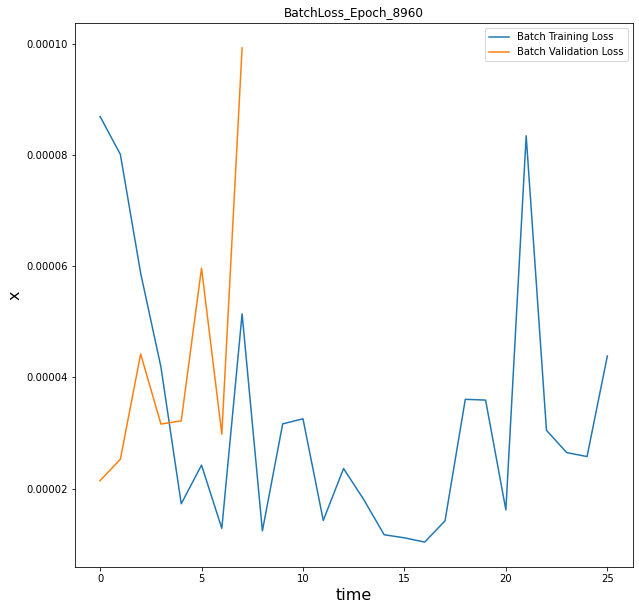 BatchLoss_Epoch_8960
Batch Training Loss
Batch Validation Loss
0.00010
0.00008
0.00006
0.00004
0.00002
x
0 5 10 15 20 25
time